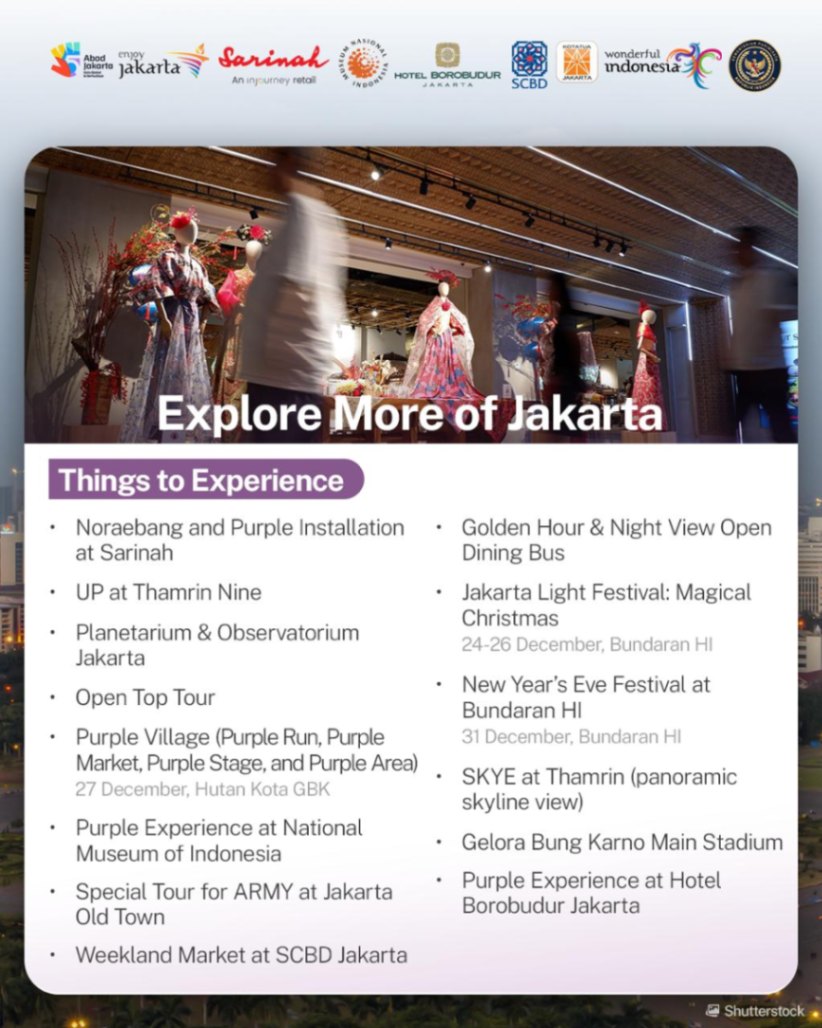 Abad
Jakarta
enjoy
jakarta
Sarinah
An injourney retail
MUSEUM NASIONAL INDONESIA
HOTEL BOROBUDUR
JAKARTA
SCBD
KOTATUA
JAKARTA
wonderful
indonesia
Explore More of Jakarta
Things to Experience
• Noraebang and Purple Installation
at Sarinah
• UP at Thamrin Nine
• Planetarium & Observatorium
Jakarta
• Open Top Tour
• Purple Village (Purple Run, Purple
Market, Purple Stage, and Purple Area)
27 December, Hutan Kota GBK
• Purple Experience at National
Museum of Indonesia
• Special Tour for ARMY at Jakarta
Old Town
• Weekland Market at SCBD Jakarta
• Golden Hour & Night View Open
Dining Bus
• Jakarta Light Festival: Magical
Christmas
24-26 December, Bundaran HI
• New Year's Eve Festival at
Bundaran HI
31 December, Bundaran HI
• SKYE at Thamrin (panoramic
skyline view)
• Gelora Bung Karno Main Stadium
• Purple Experience at Hotel
Borobudur Jakarta
Shutterstock